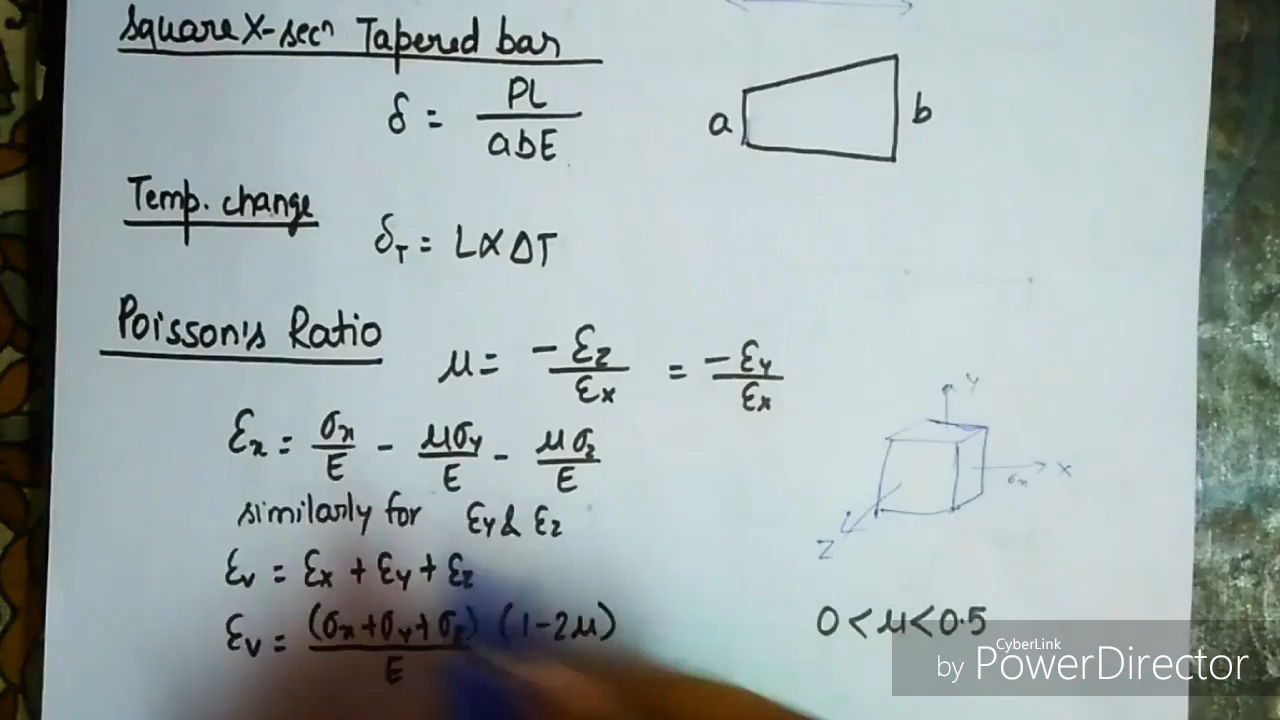 Square X-secⁿ Tapered bar
δ = PL / abE
a b
Temp. change
δT = LαΔT
Poisson's Ratio
μ = -εz / εx = -εy / εx
εx = σx / E - μσy / E - μσz / E
similarly for εy & εz
εv = εx + εy + εz
εv = (σx+σy+σz) / E (1-2μ)
Y
σx X
Z
0 < μ < 0.5
CyberLink
by PowerDirector